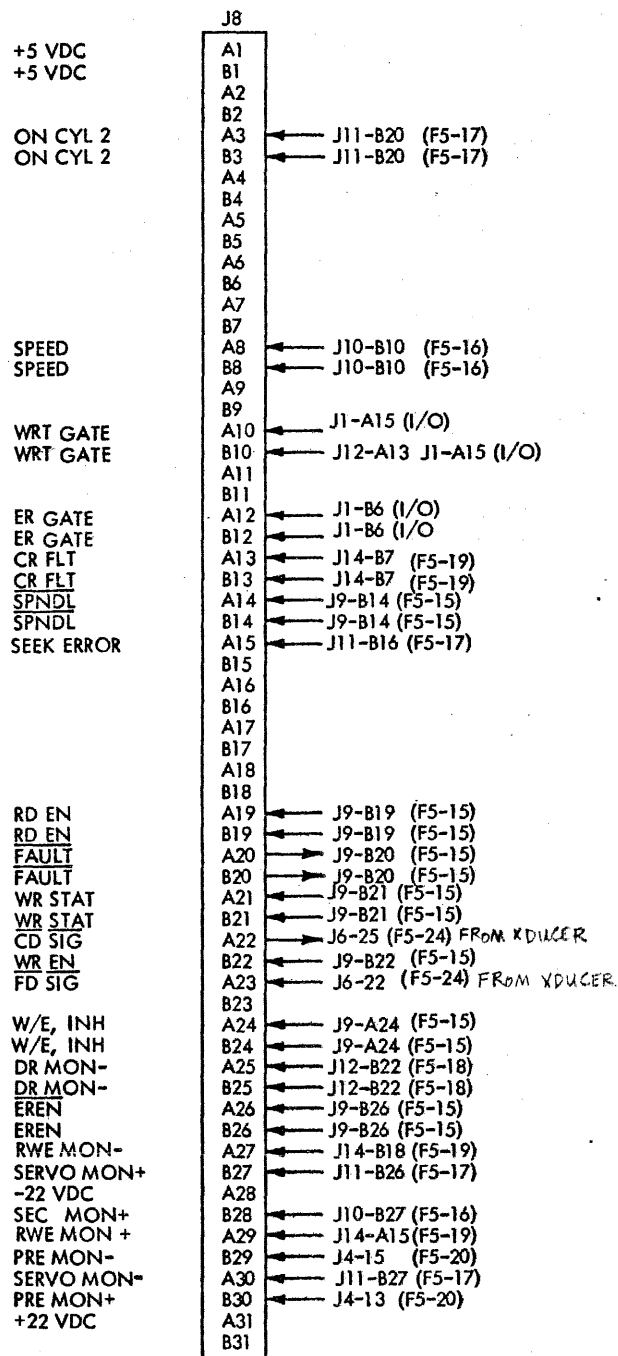 J8
+5 VDC A1
+5 VDC B1
A2
B2
ON CYL 2 A3 J11-B20 (F5-17)
ON CYL 2 B3 J11-B20 (F5-17)
A4
B4
A5
B5
A6
B6
A7
B7
SPEED A8 J10-B10 (F5-16)
SPEED B8 J10-B10 (F5-16)
A9
B9
WRT GATE A10 J1-A15 (I/O)
WRT GATE B10 J12-A13 J1-A15 (I/O)
A11
B11
ER GATE A12 J1-B6 (I/O)
ER GATE B12 J1-B6 (I/O
CR FLT A13 J14-B7 (F5-19)
CR FLT B13 J14-B7 (F5-19)
SPNDL A14 J9-B14 (F5-15)
SPNDL B14 J9-B14 (F5-15)
SEEK ERROR A15 J11-B16 (F5-17)
B15
A16
B16
A17
B17
A18
B18
RD EN A19 J9-B19 (F5-15)
RD EN B19 J9-B19 (F5-15)
FAULT A20 J9-B20 (F5-15)
FAULT B20 J9-B20 (F5-15)
WR STAT A21 J9-B21 (F5-15)
WR STAT B21 J9-B21 (F5-15)
CD SIG A22 J6-25 (F5-24) FROM XDUCER
WR EN B22 J9-B22 (F5-15)
FD SIG A23 J6-22 (F5-24) FROM XDUCER
B23
W/E, INH A24 J9-A24 (F5-15)
W/E, INH B24 J9-A24 (F5-15)
DR MON- A25 J12-B22 (F5-18)
DR MON- B25 J12-B22 (F5-18)
EREN A26 J9-B26 (F5-15)
EREN B26 J9-B26 (F5-15)
RWE MON- A27 J14-B18 (F5-19)
SERVO MON+ B27 J11-B26 (F5-17)
-22 VDC A28
SEC MON+ B28 J10-B27 (F5-16)
RWE MON + A29 J14-A15 (F5-19)
PRE MON- B29 J4-15 (F5-20)
SERVO MON- A30 J11-B27 (F5-17)
PRE MON+ B30 J4-13 (F5-20)
+22 VDC A31
B31